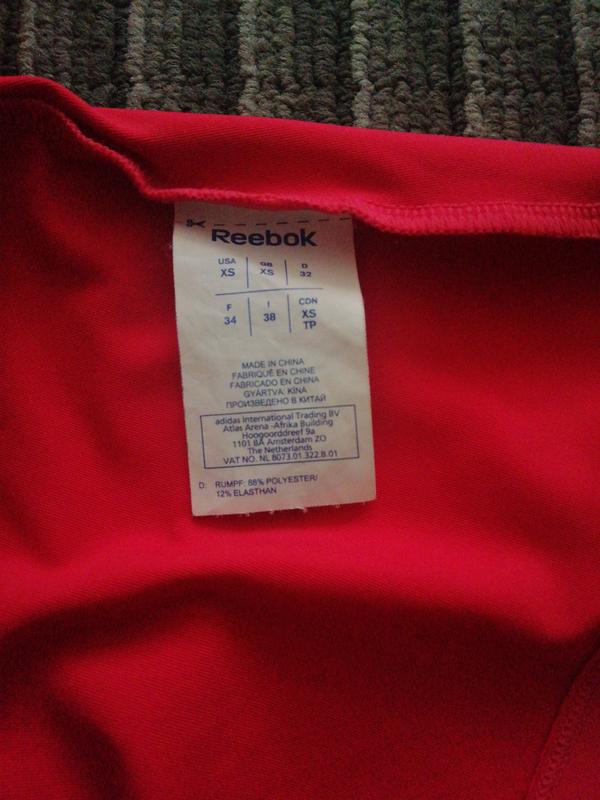 Reebok
USA GB D
XS XS 32
F I CDN
34 38 XS
TP
MADE IN CHINA
FABRIQUÉ EN CHINE
FABRICADO EN CHINA
GYÁRTVA: KÍNA
ПРОИЗВЕДЕНО В КИТАЙ
adidas International Trading BV
Atlas Arena -Afrika Building
Hoogoorddreef 9a
1101 BA Amsterdam ZO
The Netherlands
VAT NO. NL 8073.01.322.B.01
D: RUMPF: 88% POLYESTER/
12% ELASTHAN